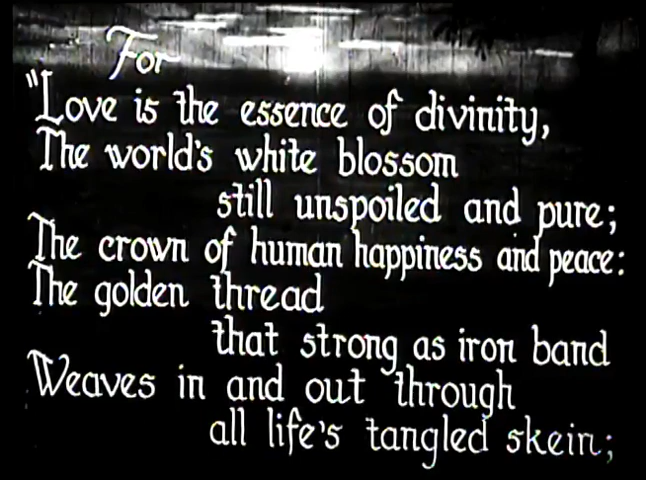 For
"Love is the essence of divinity,
The world's white blossom
still unspoiled and pure;
The crown of human happiness and peace:
The golden thread
that strong as iron band
Weaves in and out through
all life's tangled skein;